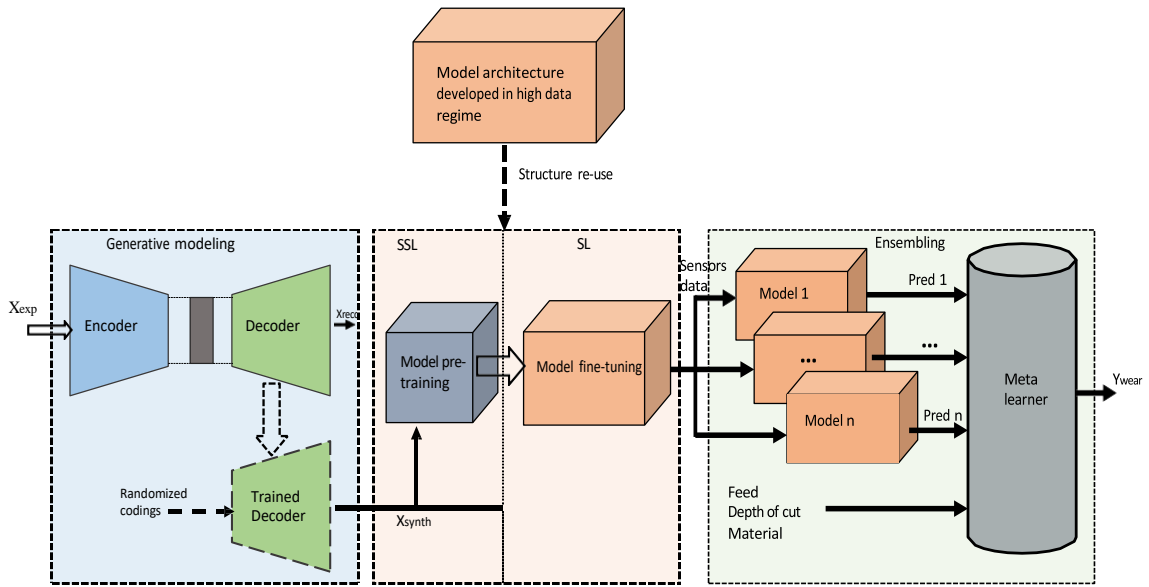 Model architecture
developed in high data
regime
Structure re-use
Generative modeling
SSL
SL
Ensembling
Xexp
Encoder
Decoder
Xreco
Model pre-
training
Model fine-tuning
Sensors
data
Model 1
...
Model n
Pred 1
...
Pred n
Meta
learner
Ywear
Randomized
codings
Trained
Decoder
Xsynth
Feed
Depth of cut
Material